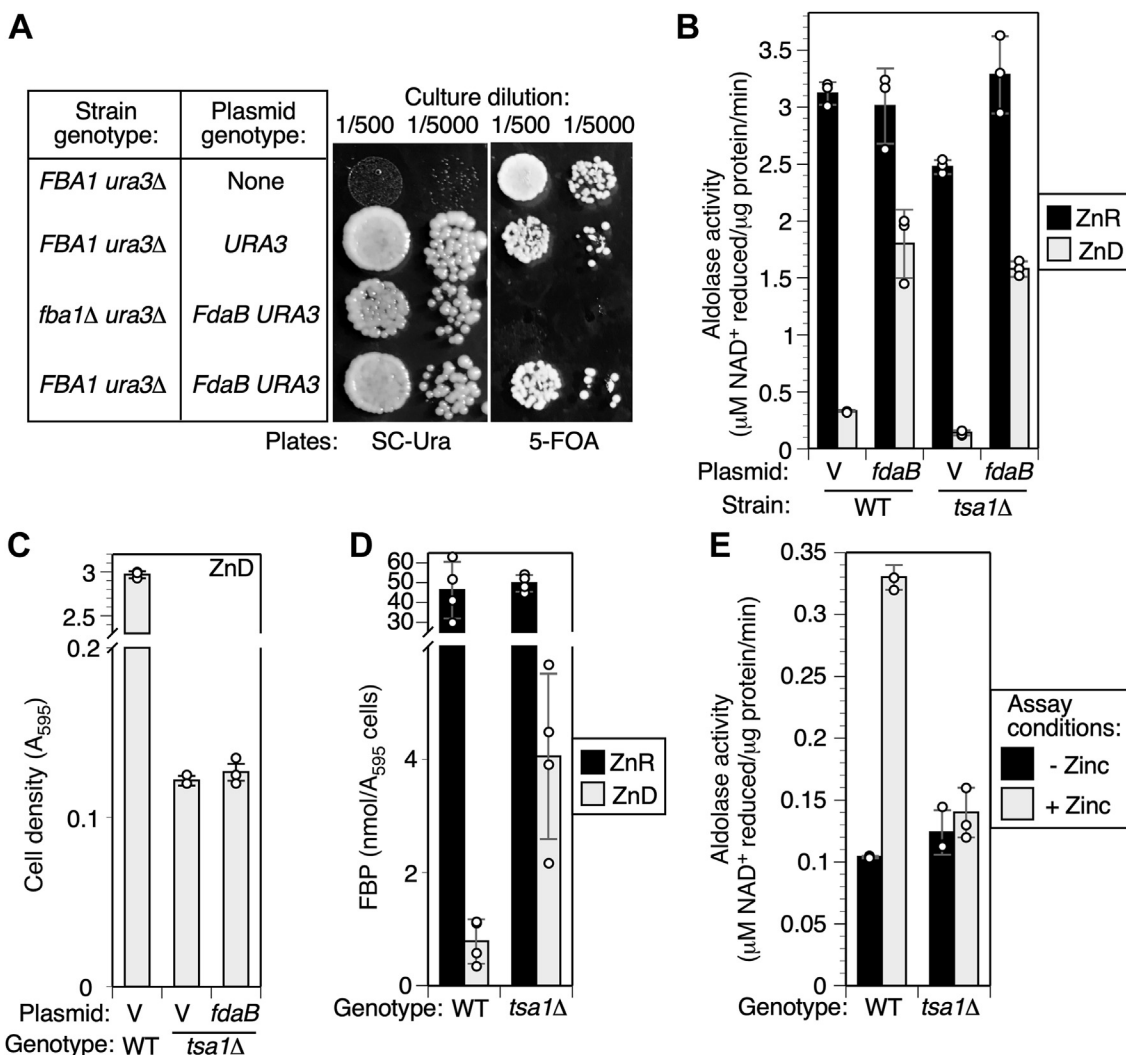 A
Strain genotype:
Plasmid genotype:
Culture dilution:
1/500 1/5000 1/500 1/5000
FBA1 ura3Δ None
FBA1 ura3Δ URA3
fba1Δ ura3Δ FdaB URA3
FBA1 ura3Δ FdaB URA3
Plates: SC-Ura 5-FOA
B
Aldolase activity
(μM NAD⁺ reduced/μg protein/min)
3.5
3
2.5
2
1.5
1
0.5
0
ZnR
ZnD
Plasmid: V fdaB V fdaB
Strain: WT tsa1Δ
C
ZnD
Cell density (A₅₉₅)
3
2.5
0.2
0.1
0
Plasmid: V V fdaB
Genotype: WT tsa1Δ
D
FBP (nmol/A₅₉₅ cells)
60
50
40
30
4
2
0
ZnR
ZnD
Genotype: WT tsa1Δ
E
Aldolase activity
(μM NAD⁺ reduced/μg protein/min)
0.35
0.3
0.25
0.2
0.15
0.1
0.05
0
Assay
conditions:
- Zinc
+ Zinc
Genotype: WT tsa1Δ